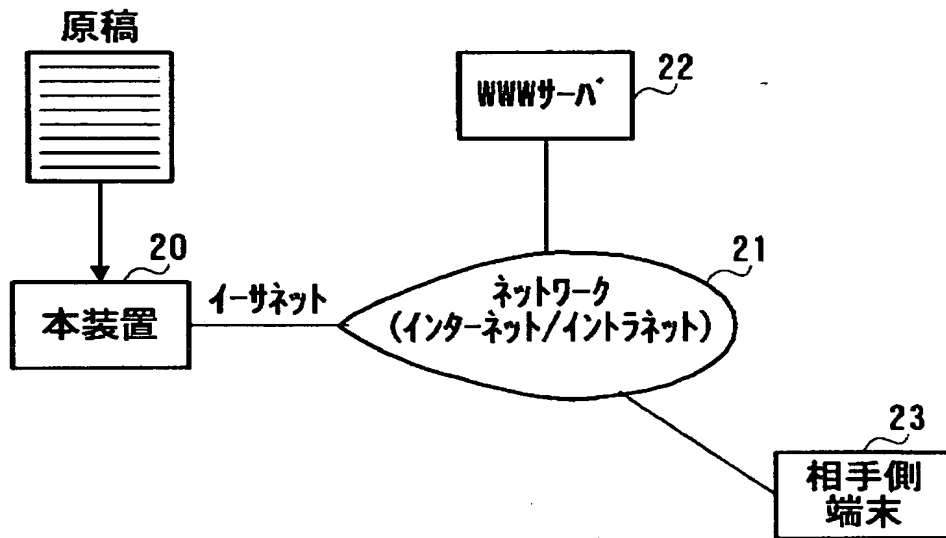 原稿
WWWサーバ
22
20
本装置
イーサネット
21
ネットワーク
(インターネット/イントラネット)
23
相手側
端末